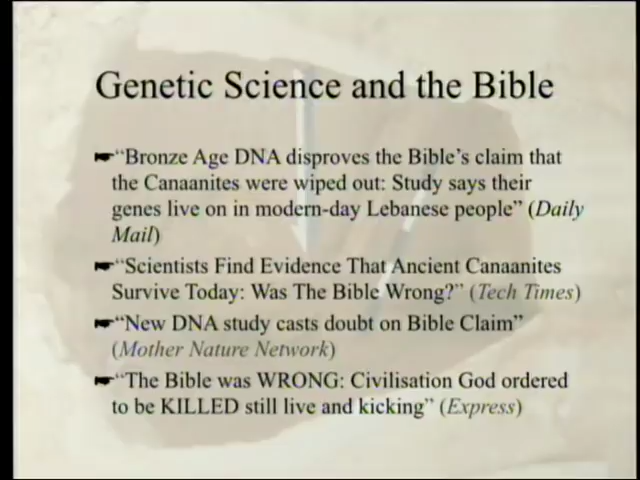 Genetic Science and the Bible
☛“Bronze Age DNA disproves the Bible’s claim that
the Canaanites were wiped out: Study says their
genes live on in modern-day Lebanese people” (Daily
Mail)
☛“Scientists Find Evidence That Ancient Canaanites
Survive Today: Was The Bible Wrong?” (Tech Times)
☛“New DNA study casts doubt on Bible Claim”
(Mother Nature Network)
☛“The Bible was WRONG: Civilisation God ordered
to be KILLED still live and kicking” (Express)